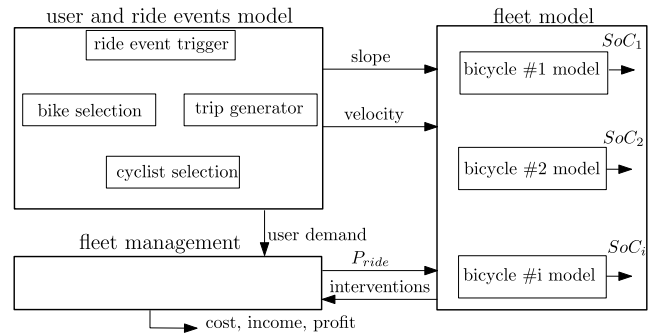 user and ride events model
fleet model
ride event trigger
bike selection
trip generator
cyclist selection
slope
velocity
SoC₁
bicycle #1 model
SoC₂
bicycle #2 model
SoCᵢ
bicycle #i model
user demand
fleet management
P_ride
interventions
cost, income, profit